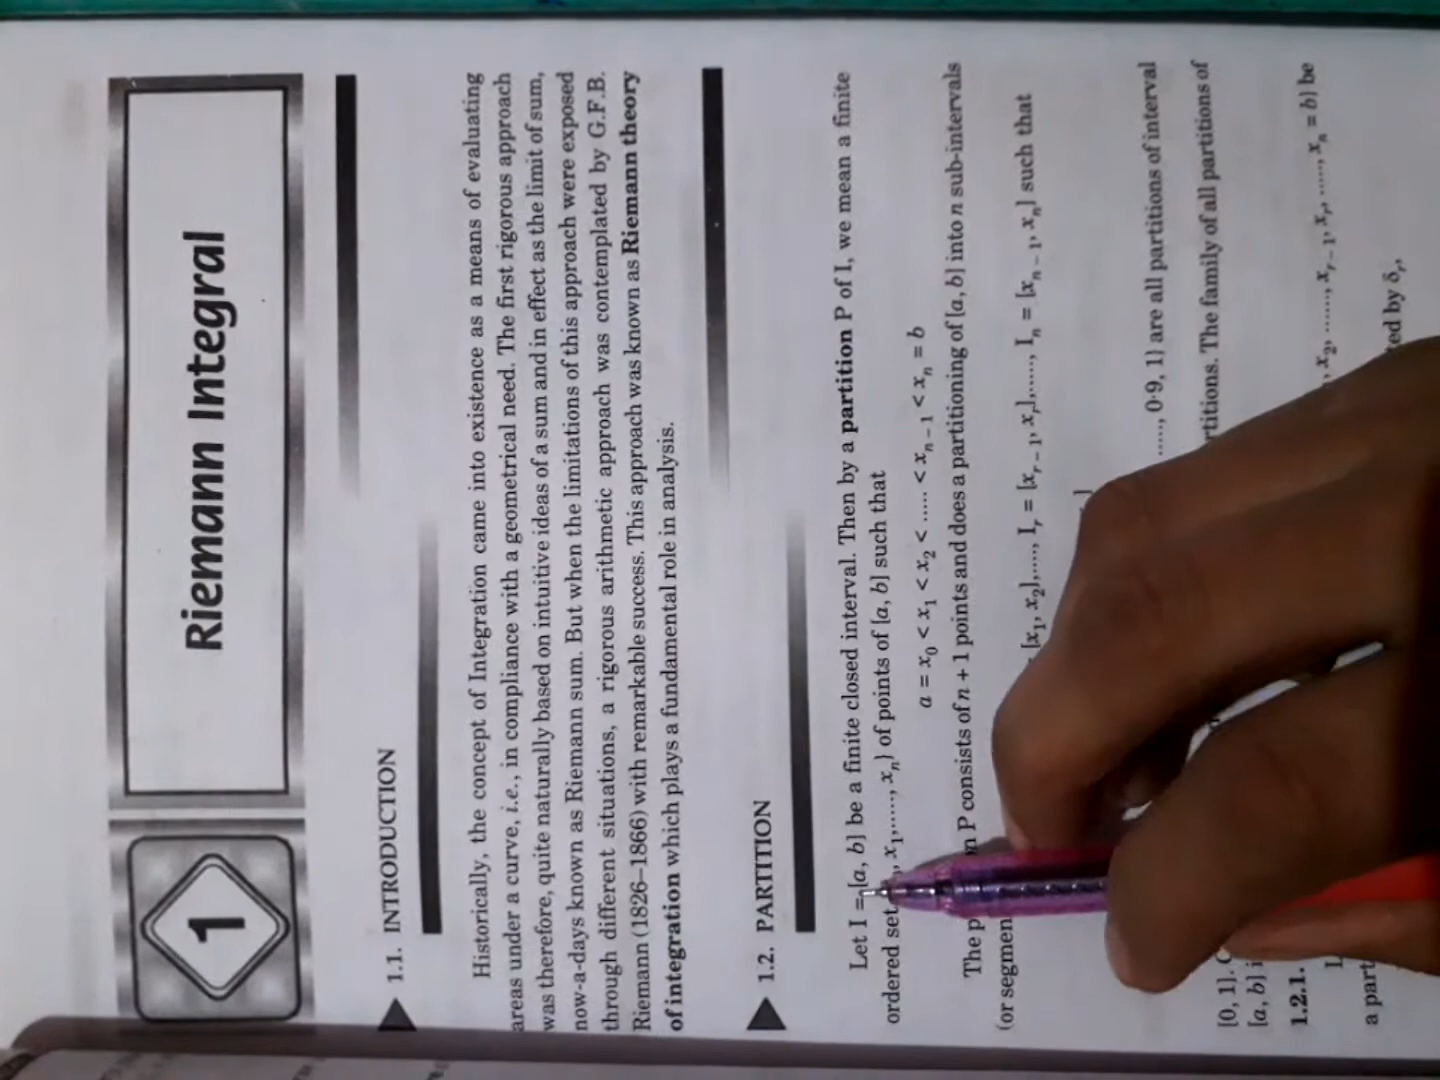 1
Riemann Integral
1.1. INTRODUCTION
Historically, the concept of Integration came into existence as a means of evaluating
areas under a curve, i.e., in compliance with a geometrical need. The first rigorous approach
was therefore, quite naturally based on intuitive ideas of a sum and in effect as the limit of sum,
now-a-days known as Riemann sum. But when the limitations of this approach were exposed
through different situations, a rigorous arithmetic approach was contemplated by G.F.B.
Riemann (1826–1866) with remarkable success. This approach was known as Riemann theory
of integration which plays a fundamental role in analysis.
1.2. PARTITION
Let I = [a, b] be a finite closed interval. Then by a partition P of I, we mean a finite
ordered set x₁,....., xₙ} of points of [a, b] such that
a = x₀ < x₁ < x₂ < ..... < xₙ₋₁ < xₙ = b
The P consists of n + 1 points and does a partitioning of [a, b] into n sub-intervals
(or [x₁, x₂],...., Iᵣ = [xᵣ₋₁, xᵣ],....., Iₙ = [xₙ₋₁, xₙ] such that
]
....., 0·9, 1} are all partitions of interval
[0, 1]. The family of all partitions of
[a, b]
1.2.1. x₂, ......, xᵣ₋₁, xᵣ, ....., xₙ = b} be
a by δᵣ,